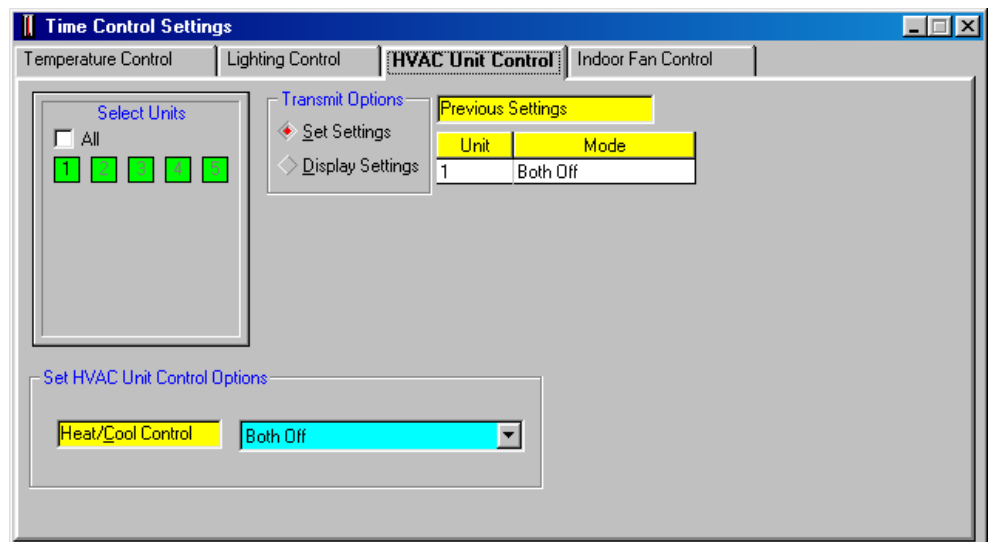 Time Control Settings
Temperature Control
Lighting Control
HVAC Unit Control
Indoor Fan Control
Select Units
All
1 2 3 4 5
Transmit Options
Set Settings
Display Settings
Previous Settings
Unit Mode
1 Both Off
Set HVAC Unit Control Options
Heat/Cool Control
Both Off